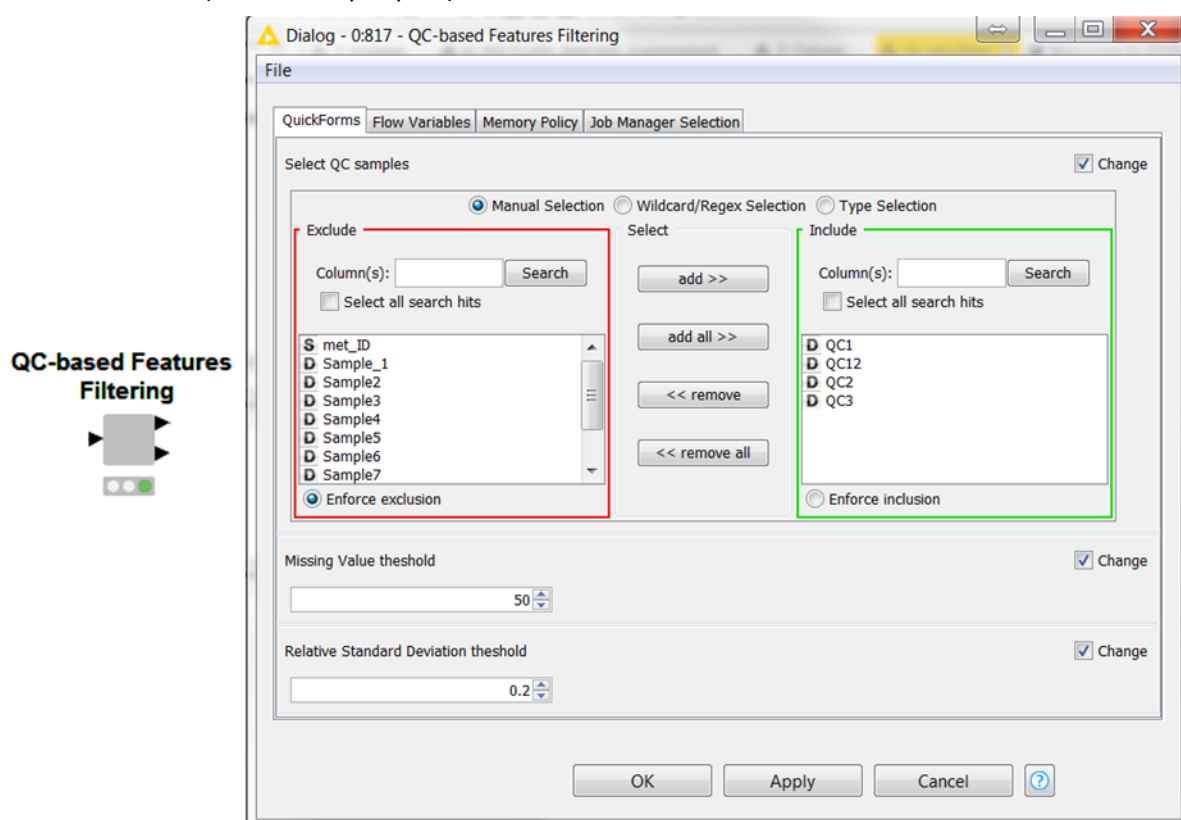 Dialog - 0:817 - QC-based Features Filtering
File
QuickForms Flow Variables Memory Policy Job Manager Selection
Select QC samples Change
Manual Selection Wildcard/Regex Selection Type Selection
Exclude Select Include
Column(s): Search add >> Column(s): Search
Select all search hits Select all search hits
add all >>
S met_ID D QC1
D Sample_1 D QC12
D Sample2 D QC2
D Sample3 << remove D QC3
D Sample4
D Sample5
D Sample6 << remove all
D Sample7
Enforce exclusion Enforce inclusion
QC-based Features
Filtering
Missing Value theshold Change
50
Relative Standard Deviation theshold Change
0.2
OK Apply Cancel ?